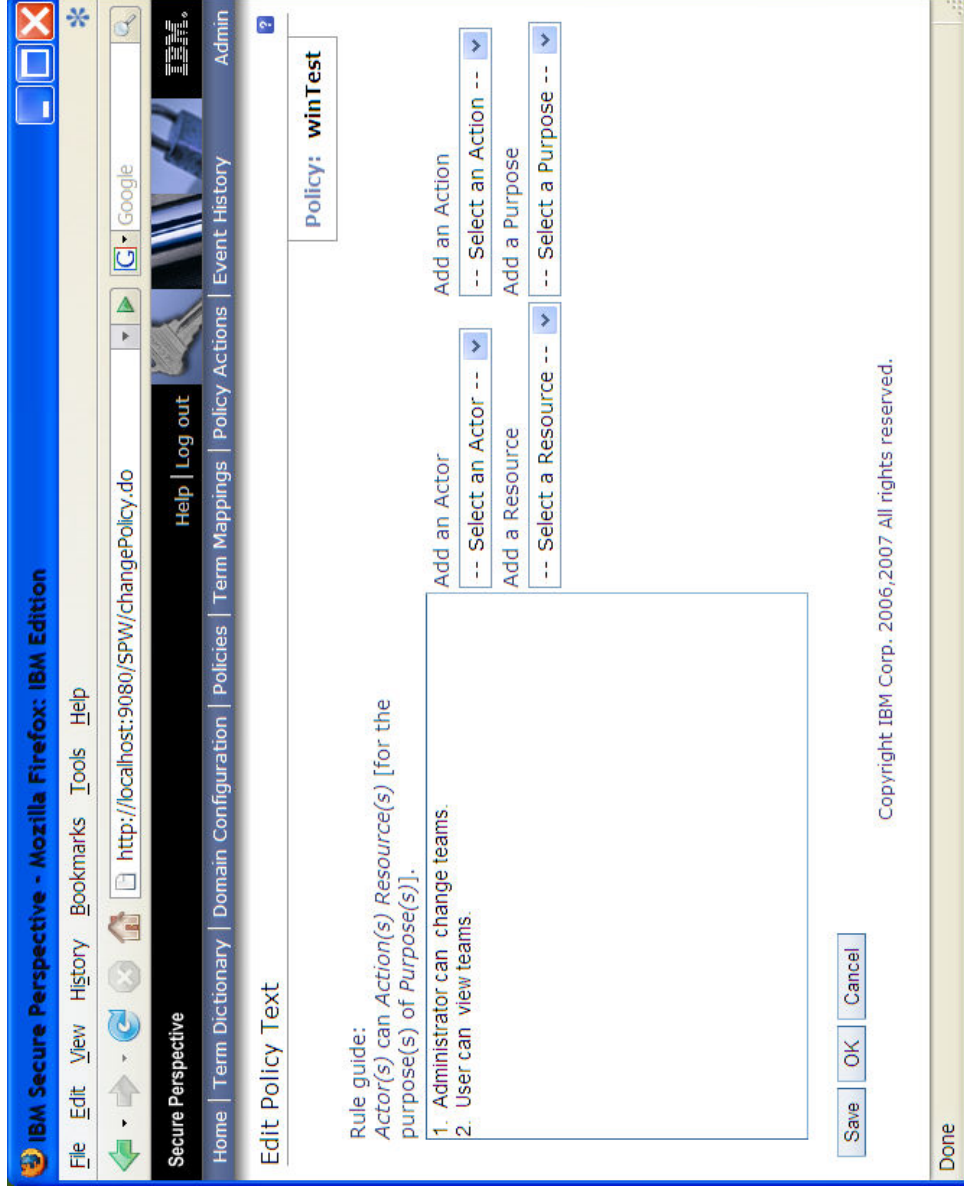 IBM Secure Perspective - Mozilla Firefox: IBM Edition
File Edit View History Bookmarks Tools Help
http://localhost:9080/SPW/changePolicy.do
G Google
Secure Perspective
Help | Log out
IBM.
Home | Term Dictionary | Domain Configuration | Policies | Term Mappings | Policy Actions | Event History
Admin
Edit Policy Text
?
Policy: winTest
Rule guide:
Actor(s) can Action(s) Resource(s) [for the
purpose(s) of Purpose(s)].
1. Administrator can change teams.
2. User can view teams.
Add an Actor
Add an Action
-- Select an Actor --
-- Select an Action --
Add a Resource
Add a Purpose
-- Select a Resource --
-- Select a Purpose --
Save OK Cancel
Copyright IBM Corp. 2006,2007 All rights reserved.
Done